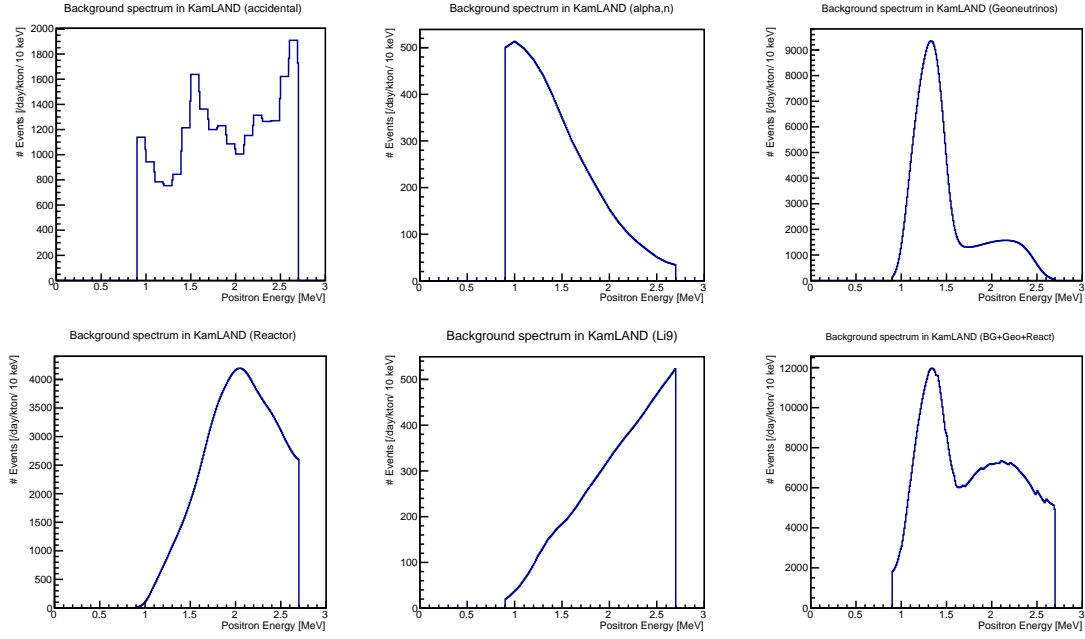 Background spectrum in KamLAND (accidental)
# Events [/day/kton/ 10 keV]
2000
1800
1600
1400
1200
1000
800
600
400
200
0
0 0.5 1 1.5 2 2.5 3
Positron Energy [MeV]
Background spectrum in KamLAND (alpha,n)
# Events [/day/kton/ 10 keV]
500
400
300
200
100
0
0 0.5 1 1.5 2 2.5 3
Positron Energy [MeV]
Background spectrum in KamLAND (Geoneutrinos)
# Events [/day/kton/ 10 keV]
9000
8000
7000
6000
5000
4000
3000
2000
1000
0
0 0.5 1 1.5 2 2.5 3
Positron Energy [MeV]
Background spectrum in KamLAND (Reactor)
# Events [/day/kton/ 10 keV]
4000
3500
3000
2500
2000
1500
1000
500
0
0 0.5 1 1.5 2 2.5 3
Positron Energy [MeV]
Background spectrum in KamLAND (Li9)
# Events [/day/kton/ 10 keV]
500
400
300
200
100
0
0 0.5 1 1.5 2 2.5 3
Positron Energy [MeV]
Background spectrum in KamLAND (BG+Geo+React)
# Events [/day/kton/ 10 keV]
12000
10000
8000
6000
4000
2000
0
0 0.5 1 1.5 2 2.5 3
Positron Energy [MeV]